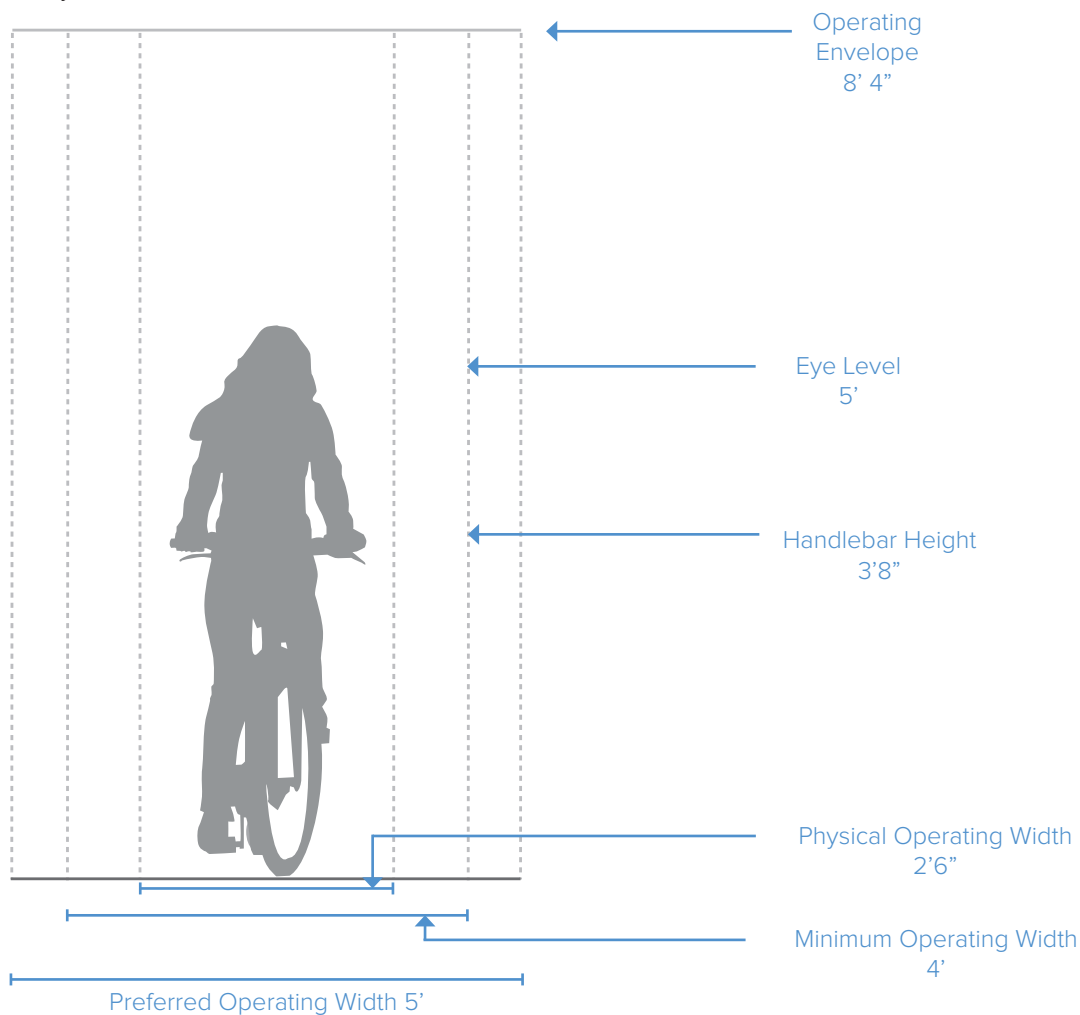 Operating
Envelope
8’ 4”
Eye Level
5’
Handlebar Height
3’8”
Physical Operating Width
2’6”
Minimum Operating Width
4’
Preferred Operating Width 5’